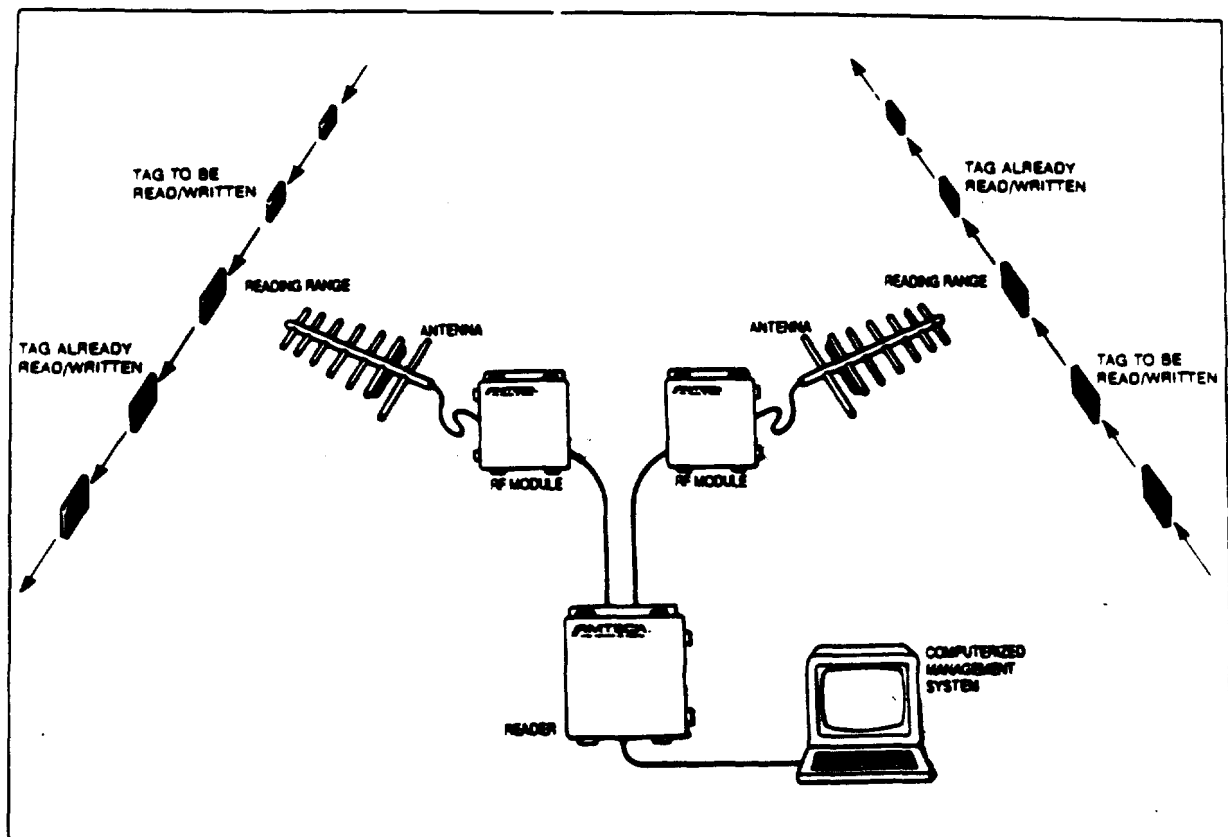 TAG TO BE
READ/WRITTEN
TAG ALREADY
READ/WRITTEN
READING RANGE
READING RANGE
ANTENNA
ANTENNA
TAG ALREADY
READ/WRITTEN
TAG TO BE
READ/WRITTEN
RF MODULE
RF MODULE
AMTECH
READER
COMPUTERIZED
MANAGEMENT
SYSTEM